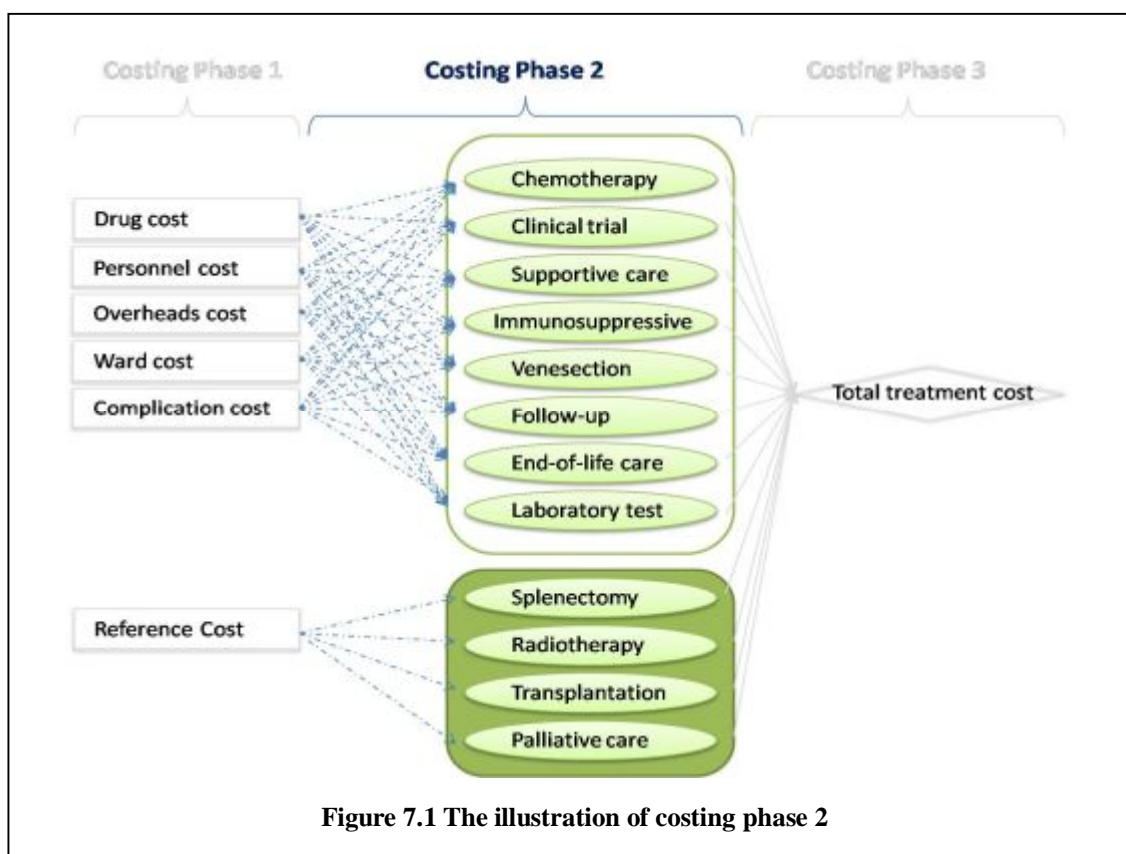 Costing Phase 1
Costing Phase 2
Costing Phase 3
Drug cost
Personnel cost
Overheads cost
Ward cost
Complication cost
Reference Cost
Chemotherapy
Clinical trial
Supportive care
Immunosuppressive
Venesection
Follow-up
End-of-life care
Laboratory test
Splenectomy
Radiotherapy
Transplantation
Palliative care
Total treatment cost
Figure 7.1 The illustration of costing phase 2